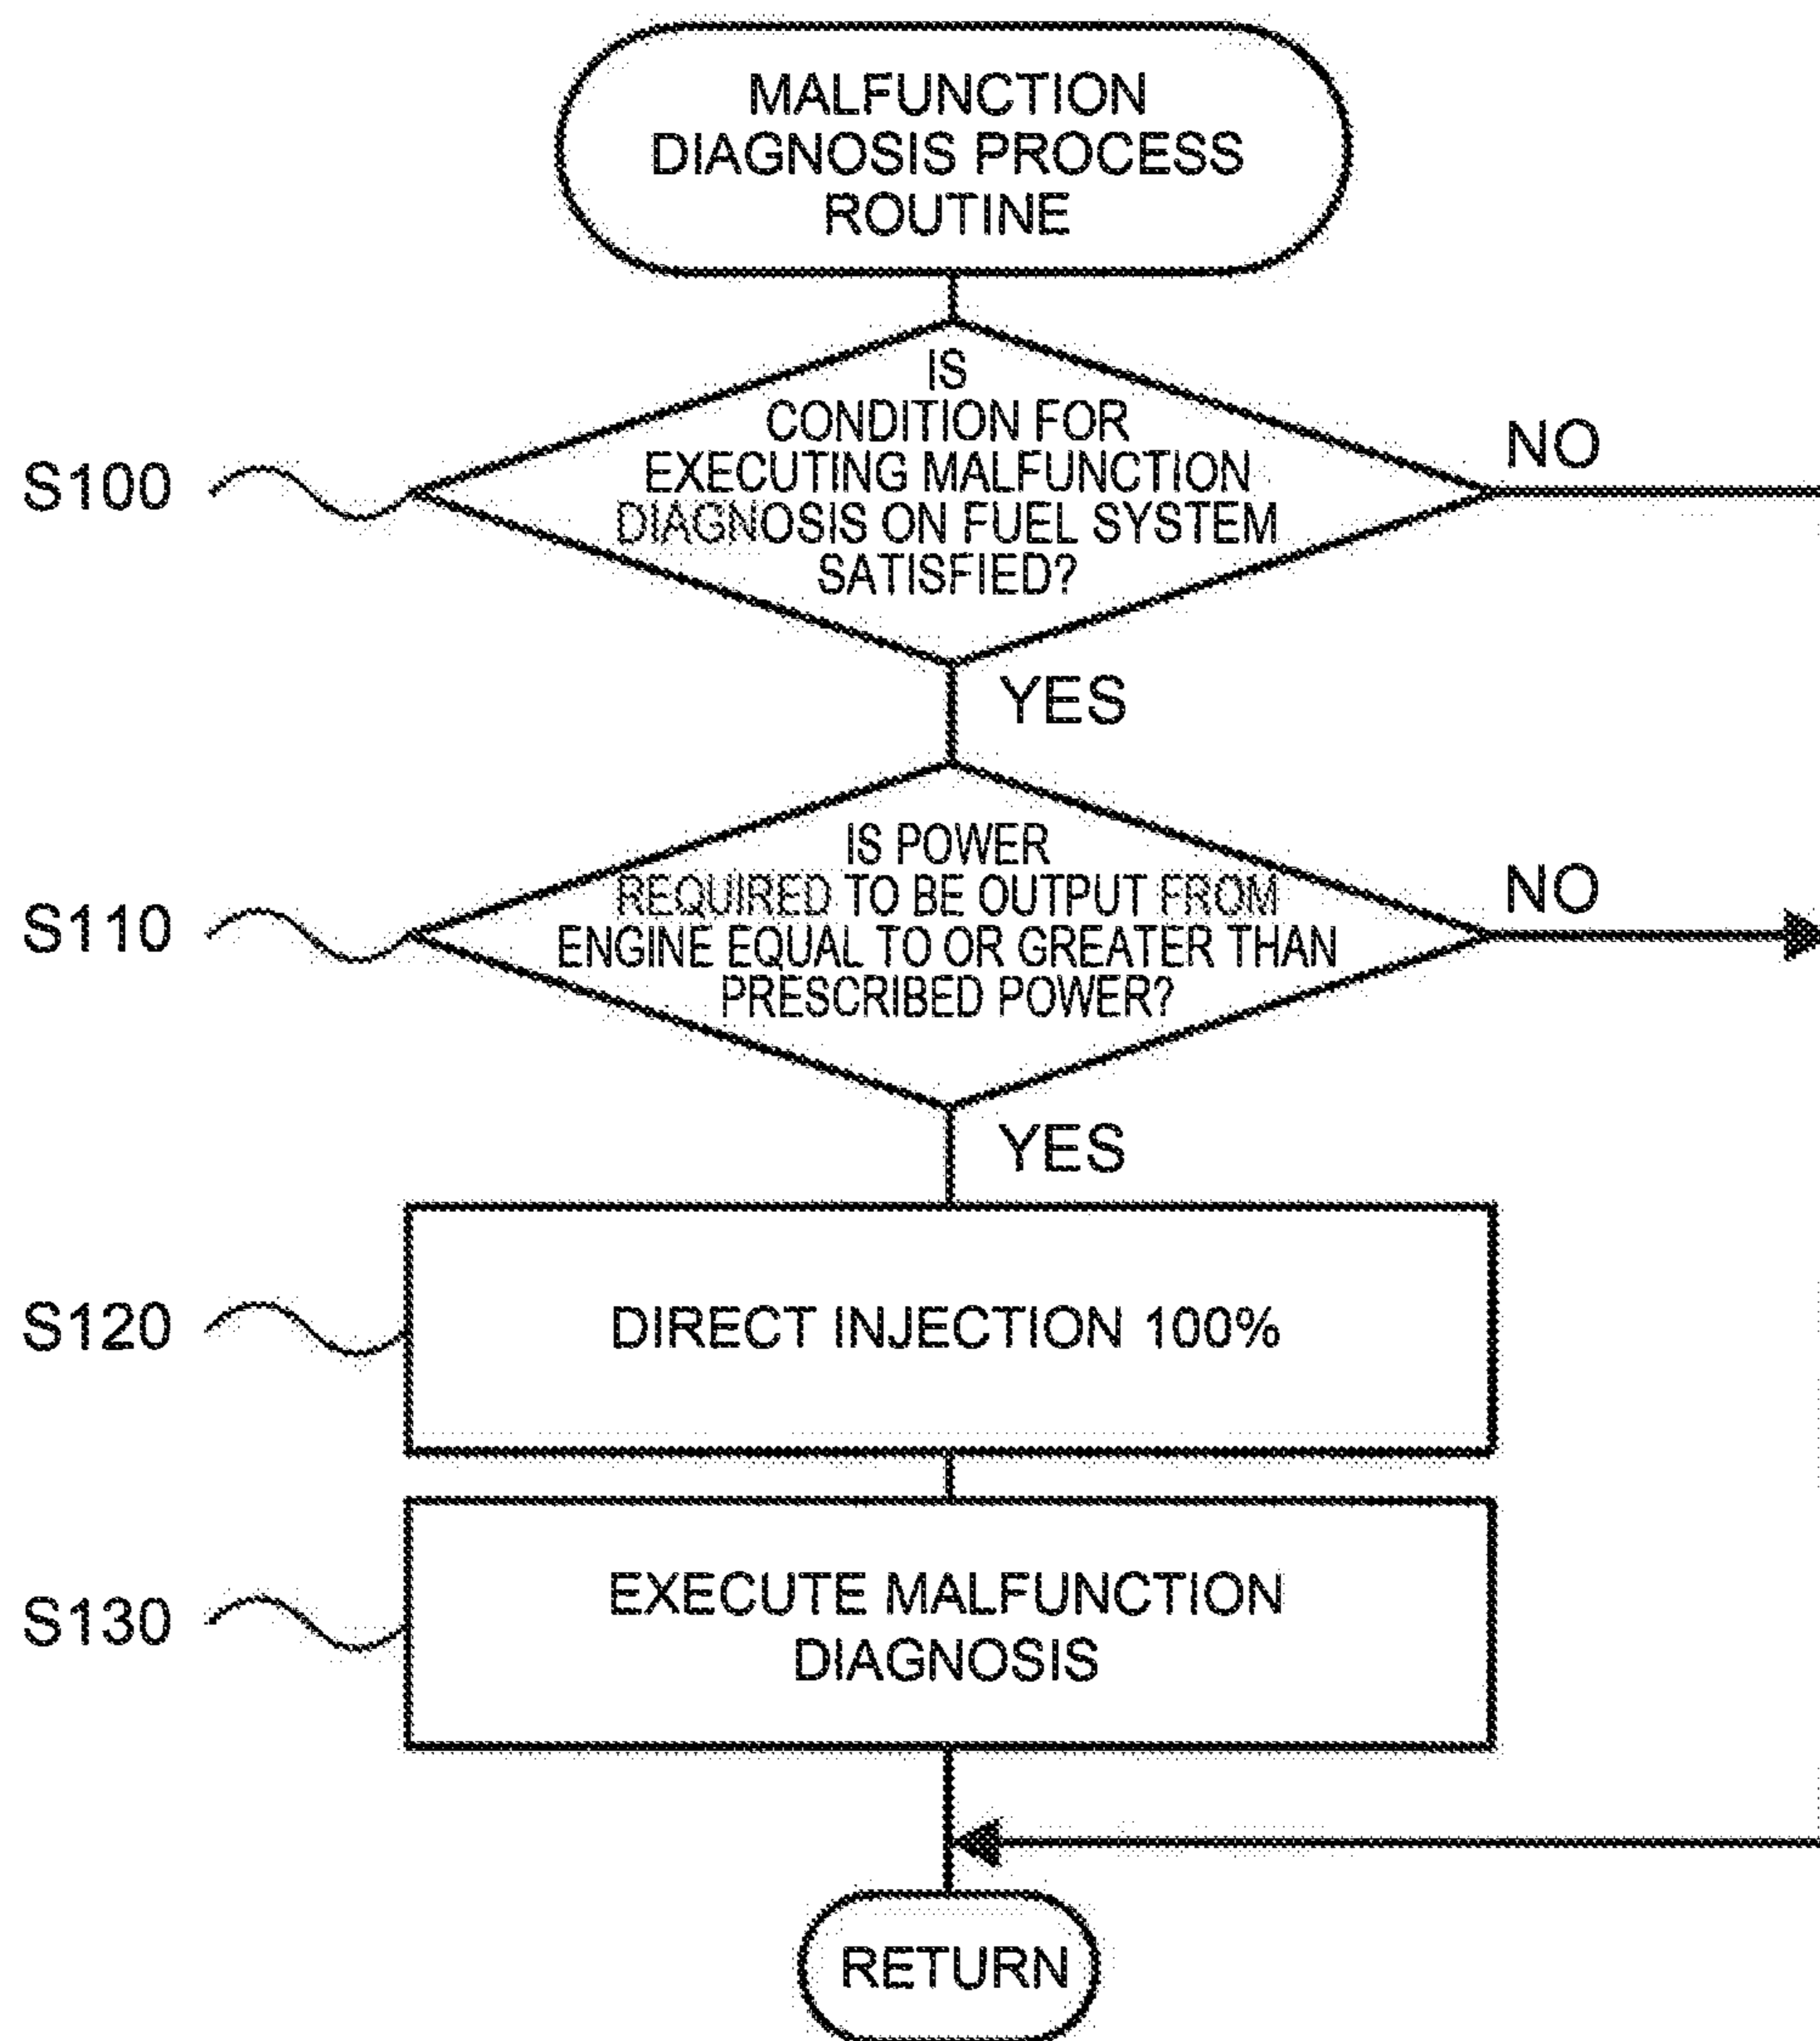 MALFUNCTION
DIAGNOSIS PROCESS
ROUTINE
IS
CONDITION FOR
EXECUTING MALFUNCTION
DIAGNOSIS ON FUEL SYSTEM
SATISFIED?
S100
NO
YES
IS POWER
REQUIRED TO BE OUTPUT FROM
ENGINE EQUAL TO OR GREATER THAN
PRESCRIBED POWER?
S110
NO
YES
S120
DIRECT INJECTION 100%
S130
EXECUTE MALFUNCTION
DIAGNOSIS
RETURN